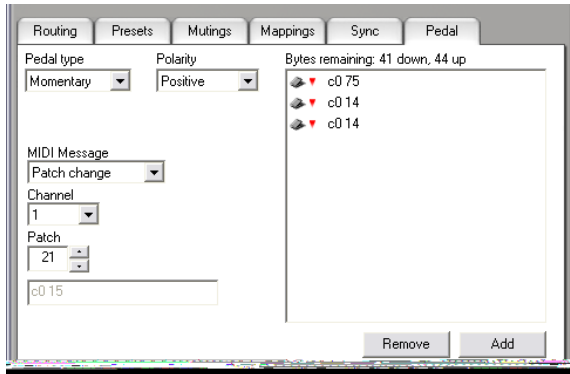 Routing Presets Mutings Mappings Sync Pedal
Pedal type Polarity Bytes remaining: 41 down, 44 up
Momentary Positive
c0 75
c0 14
c0 14
MIDI Message
Patch change
Channel
1
Patch
21
c0 15
Remove Add